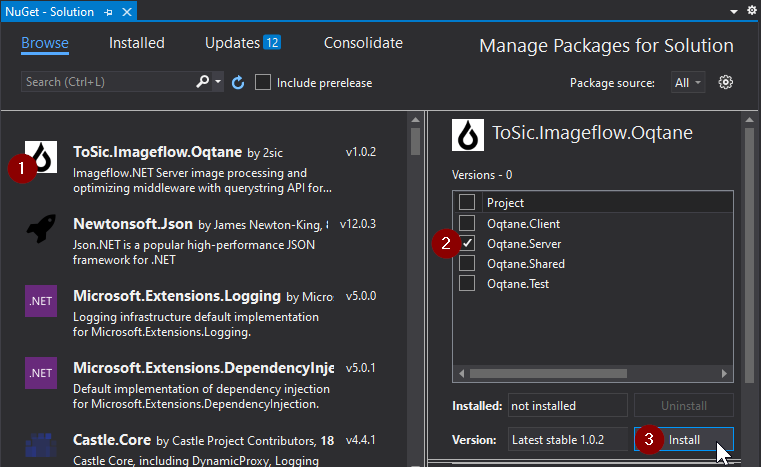 NuGet - Solution
Browse Installed Updates 12 Consolidate
Manage Packages for Solution
Search (Ctrl+L) Include prerelease
Package source: All
1
ToSic.Imageflow.Oqtane by 2sic v1.0.2
Imageflow.NET Server image processing and
optimizing middleware with querystring API for...
Newtonsoft.Json by James Newton-King, v12.0.3
Json.NET is a popular high-performance JSON
framework for .NET
.NET
Microsoft.Extensions.Logging by Micro v5.0.0
Logging infrastructure default implementation
for Microsoft.Extensions.Logging.
.NET
Microsoft.Extensions.DependencyInje v5.0.1
Default implementation of dependency injection
for Microsoft.Extensions.DependencyInjection.
Castle.Core by Castle Project Contributors, 18 v4.4.1
Castle Core, including DynamicProxy, Logging
ToSic.Imageflow.Oqtane
Versions - 0
Project
Oqtane.Client
2
Oqtane.Server
Oqtane.Shared
Oqtane.Test
Installed: not installed Uninstall
Version: Latest stable 1.0.2 3 Install